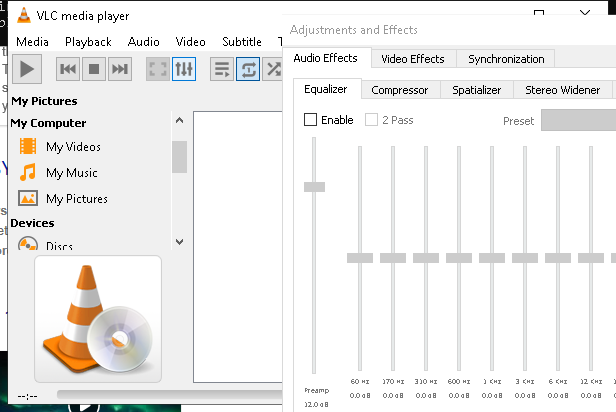 VLC media player
Media Playback Audio Video Subtitle
Adjustments and Effects
Audio Effects Video Effects Synchronization
Equalizer Compressor Spatializer Stereo Widener
Enable 2 Pass Preset
My Pictures
My Computer
My Videos
My Music
My Pictures
Devices
Discs
60 Hz 170 Hz 310 Hz 600 Hz 1 KHz 3 KHz 6 KHz 12 KHz
Preamp 0.0 dB 0.0 dB 0.0 dB 0.0 dB 0.0 dB 0.0 dB 0.0 dB 0.0 dB
12.0 dB
--:--